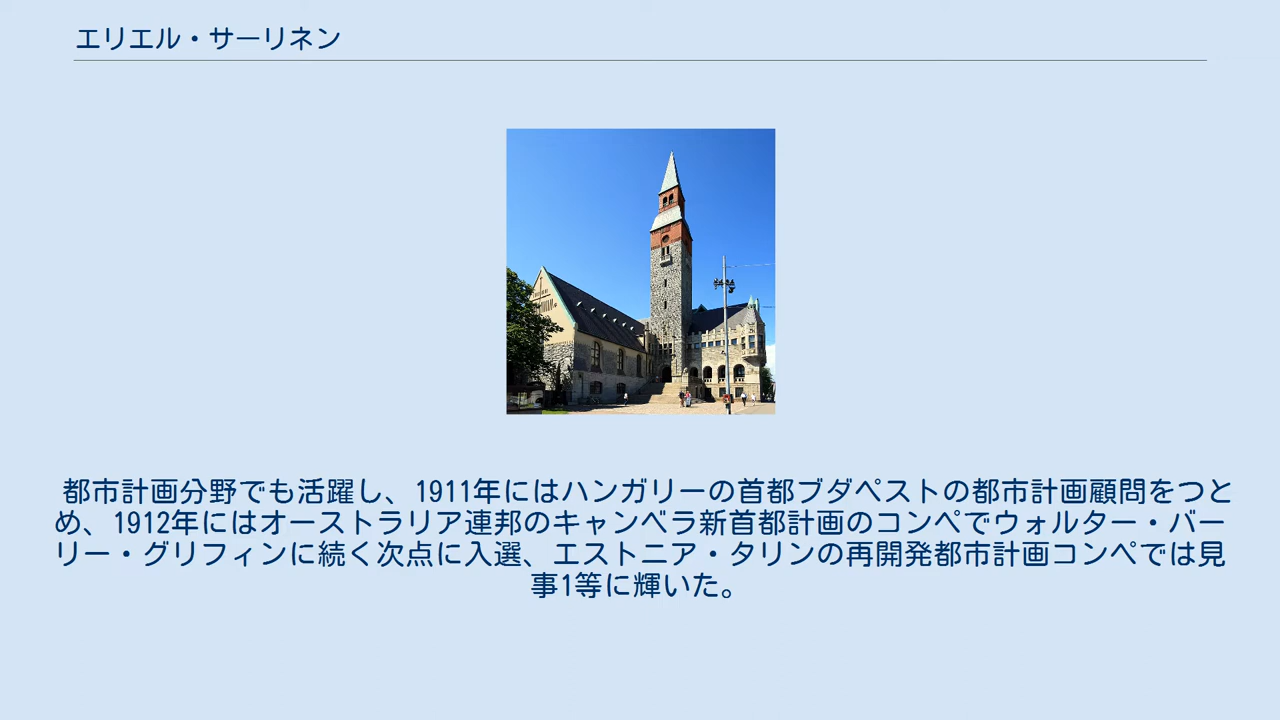 エリエル・サーリネン
都市計画分野でも活躍し、1911年にはハンガリーの首都ブダペストの都市計画顧問をつと
め、1912年にはオーストラリア連邦のキャンベラ新首都計画のコンペでウォルター・バー
リー・グリフィンに続く次点に入選、エストニア・タリンの再開発都市計画コンペでは見
事1等に輝いた。